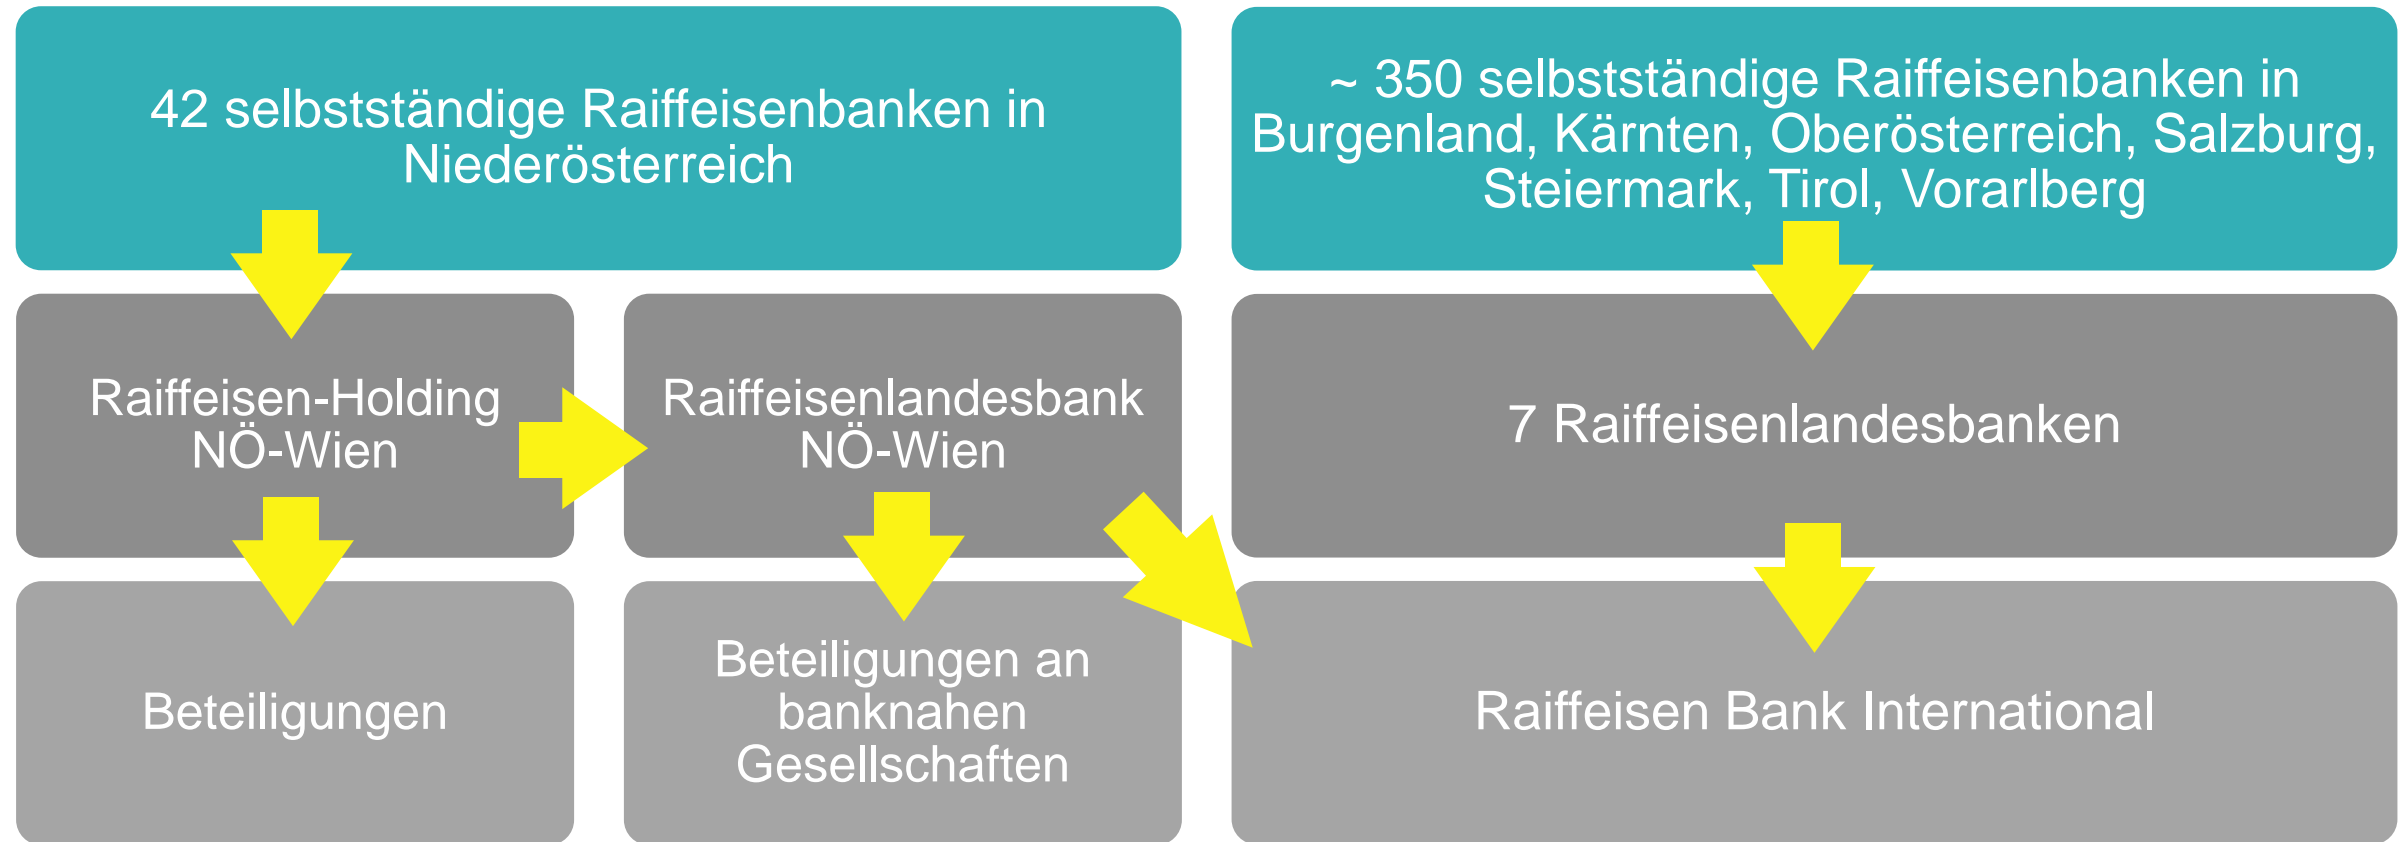 42 selbstständige Raiffeisenbanken in
Niederösterreich
~ 350 selbstständige Raiffeisenbanken in
Burgenland, Kärnten, Oberösterreich, Salzburg,
Steiermark, Tirol, Vorarlberg
Raiffeisen-Holding
NÖ-Wien
Raiffeisenlandesbank
NÖ-Wien
7 Raiffeisenlandesbanken
Beteiligungen
Beteiligungen an
banknahen
Gesellschaften
Raiffeisen Bank International